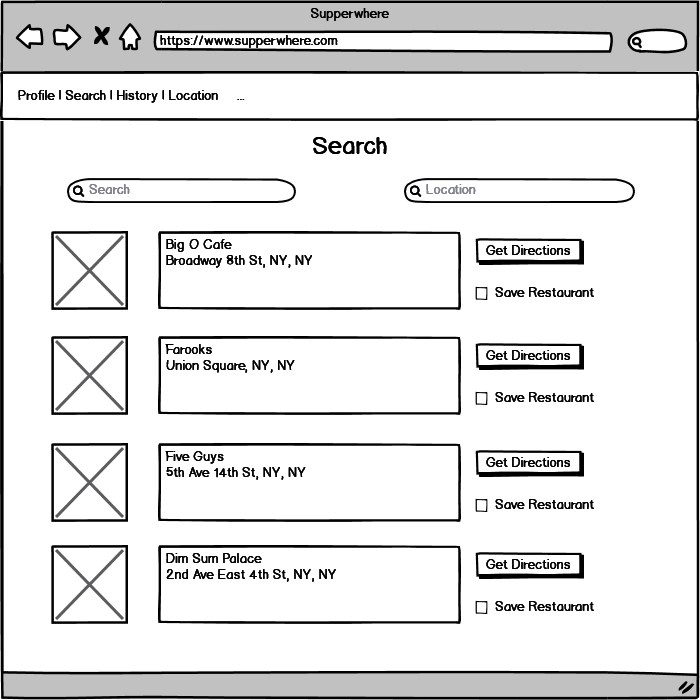 Supperwhere
https://www.supperwhere.com
Profile | Search | History | Location ...
Search
Search
Location
Big O Cafe
Broadway 8th St, NY, NY
Get Directions
Save Restaurant
Farooks
Union Square, NY, NY
Get Directions
Save Restaurant
Five Guys
5th Ave 14th St, NY, NY
Get Directions
Save Restaurant
Dim Sum Palace
2nd Ave East 4th St, NY, NY
Get Directions
Save Restaurant